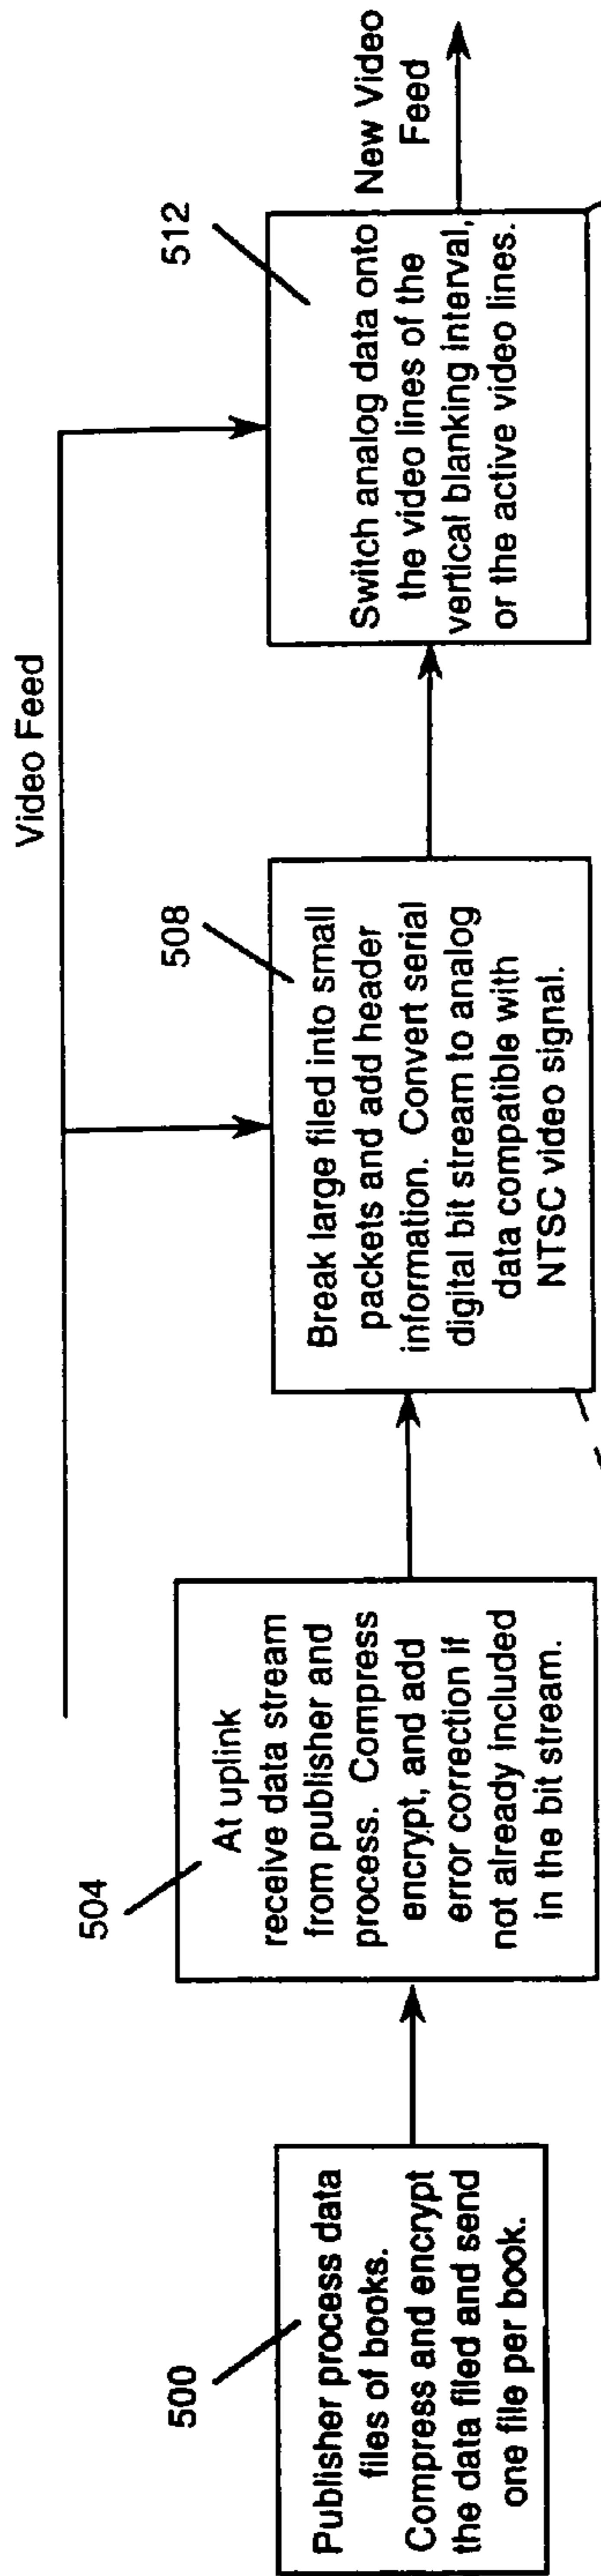 Video Feed
500
Publisher process data
files of books.
Compress and encrypt
the data filed and send
one file per book.
504
At uplink
receive data stream
from publisher and
process. Compress
encrypt, and add
error correction if
not already included
in the bit stream.
508
Break large filed into small
packets and add header
information. Convert serial
digital bit stream to analog
data compatible with
NTSC video signal.
512
Switch analog data onto
the video lines of the
vertical blanking interval,
or the active video lines.
New Video
Feed